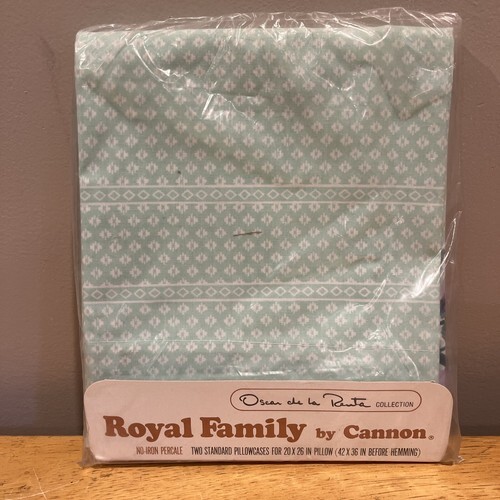 Oscar de la Renta COLLECTION
Royal Family by Cannon®
NO-IRON PERCALE TWO STANDARD PILLOWCASES FOR 20 X 26 IN PILLOW (42 X 36 IN BEFORE HEMMING)